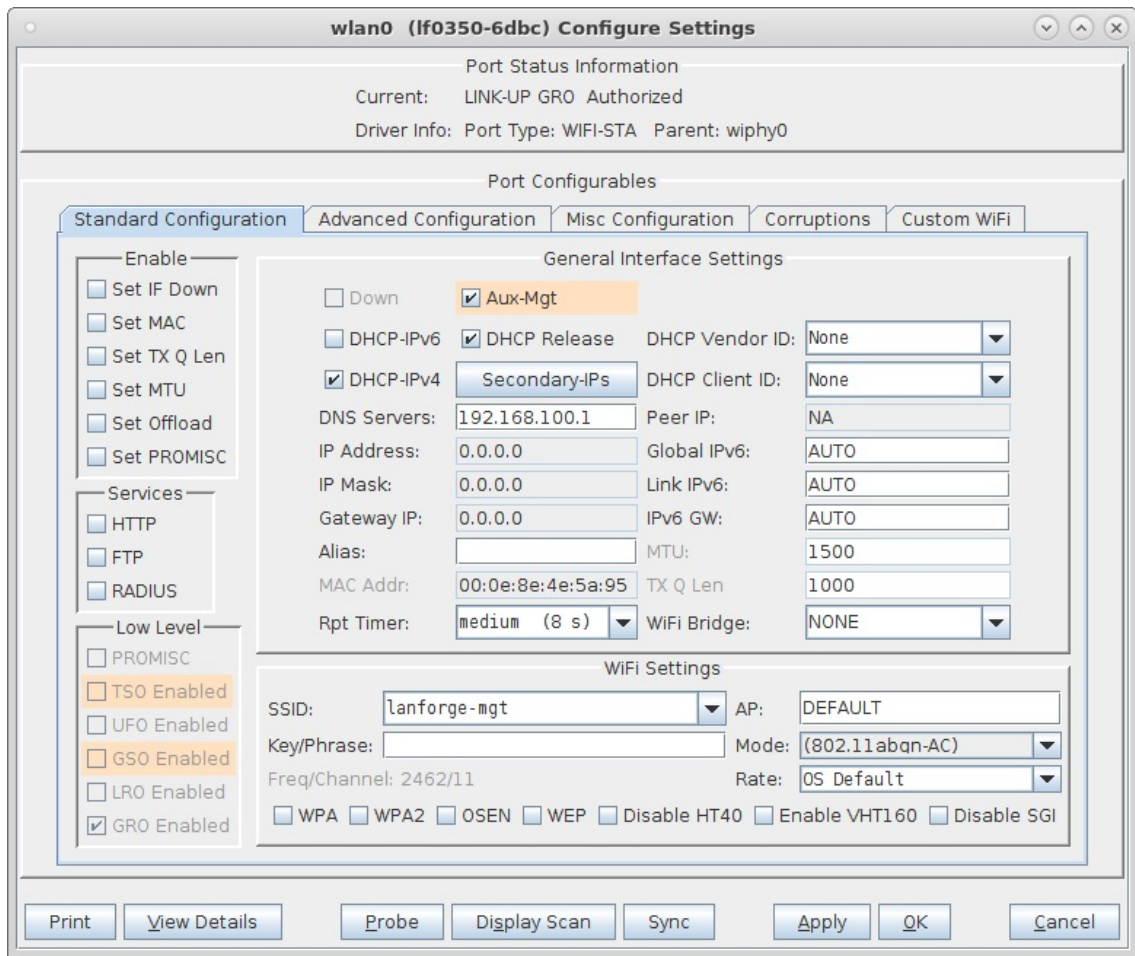 wlan0 (lf0350-6dbc) Configure Settings
Port Status Information
Current: LINK-UP GRO Authorized
Driver Info: Port Type: WIFI-STA Parent: wiphy0
Port Configurables
Standard Configuration Advanced Configuration Misc Configuration Corruptions Custom WiFi
Enable
Set IF Down
Set MAC
Set TX Q Len
Set MTU
Set Offload
Set PROMISC
Services
HTTP
FTP
RADIUS
Low Level
PROMISC
TSO Enabled
UFO Enabled
GSO Enabled
LRO Enabled
GRO Enabled
General Interface Settings
Down Aux-Mgt
DHCP-IPv6 DHCP Release DHCP Vendor ID: None
DHCP-IPv4 Secondary-IPs DHCP Client ID: None
DNS Servers: 192.168.100.1 Peer IP: NA
IP Address: 0.0.0.0 Global IPv6: AUTO
IP Mask: 0.0.0.0 Link IPv6: AUTO
Gateway IP: 0.0.0.0 IPv6 GW: AUTO
Alias: MTU: 1500
MAC Addr: 00:0e:8e:4e:5a:95 TX Q Len 1000
Rpt Timer: medium (8 s) WiFi Bridge: NONE
WiFi Settings
SSID: lanforge-mgt AP: DEFAULT
Key/Phrase: Mode: (802.11abgn-AC)
Freq/Channel: 2462/11 Rate: OS Default
WPA WPA2 OSEN WEP Disable HT40 Enable VHT160 Disable SGI
Print View Details Probe Display Scan Sync Apply OK Cancel